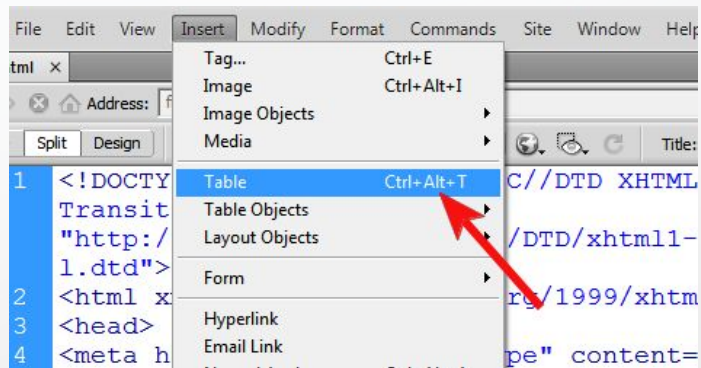 File Edit View Insert Modify Format Commands Site Window Help
tml ×
Address: f
Split Design Title:
Tag... Ctrl+E
Image Ctrl+Alt+I
Image Objects
Media
Table Ctrl+Alt+T
Table Objects
Layout Objects
Form
Hyperlink
Email Link
1 <!DOCTY C//DTD XHTML
Transit
"http:/ /DTD/xhtml1-
l.dtd">
2 <html x rg/1999/xhtm
3 <head>
4 <meta h pe" content=